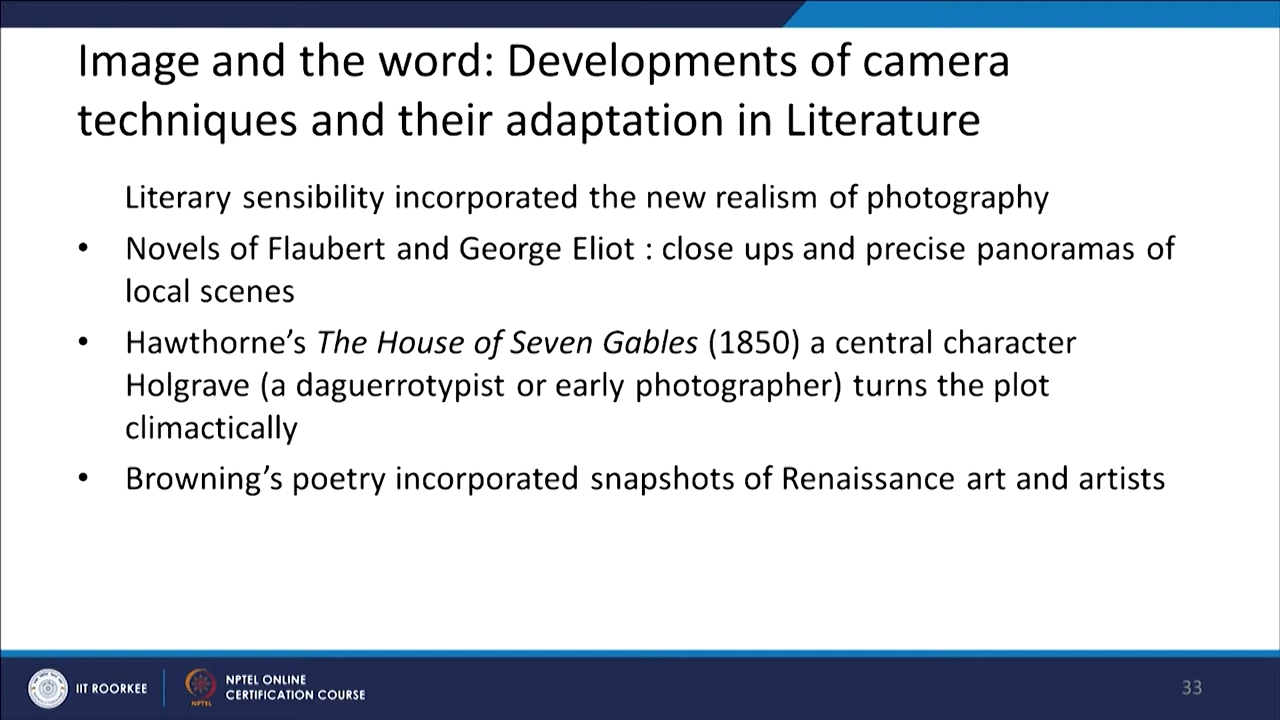 Image and the word: Developments of camera
techniques and their adaptation in Literature
Literary sensibility incorporated the new realism of photography
• Novels of Flaubert and George Eliot : close ups and precise panoramas of
local scenes
• Hawthorne’s The House of Seven Gables (1850) a central character
Holgrave (a daguerrotypist or early photographer) turns the plot
climactically
• Browning’s poetry incorporated snapshots of Renaissance art and artists
IIT ROORKEE
NPTEL
NPTEL ONLINE
CERTIFICATION COURSE
33